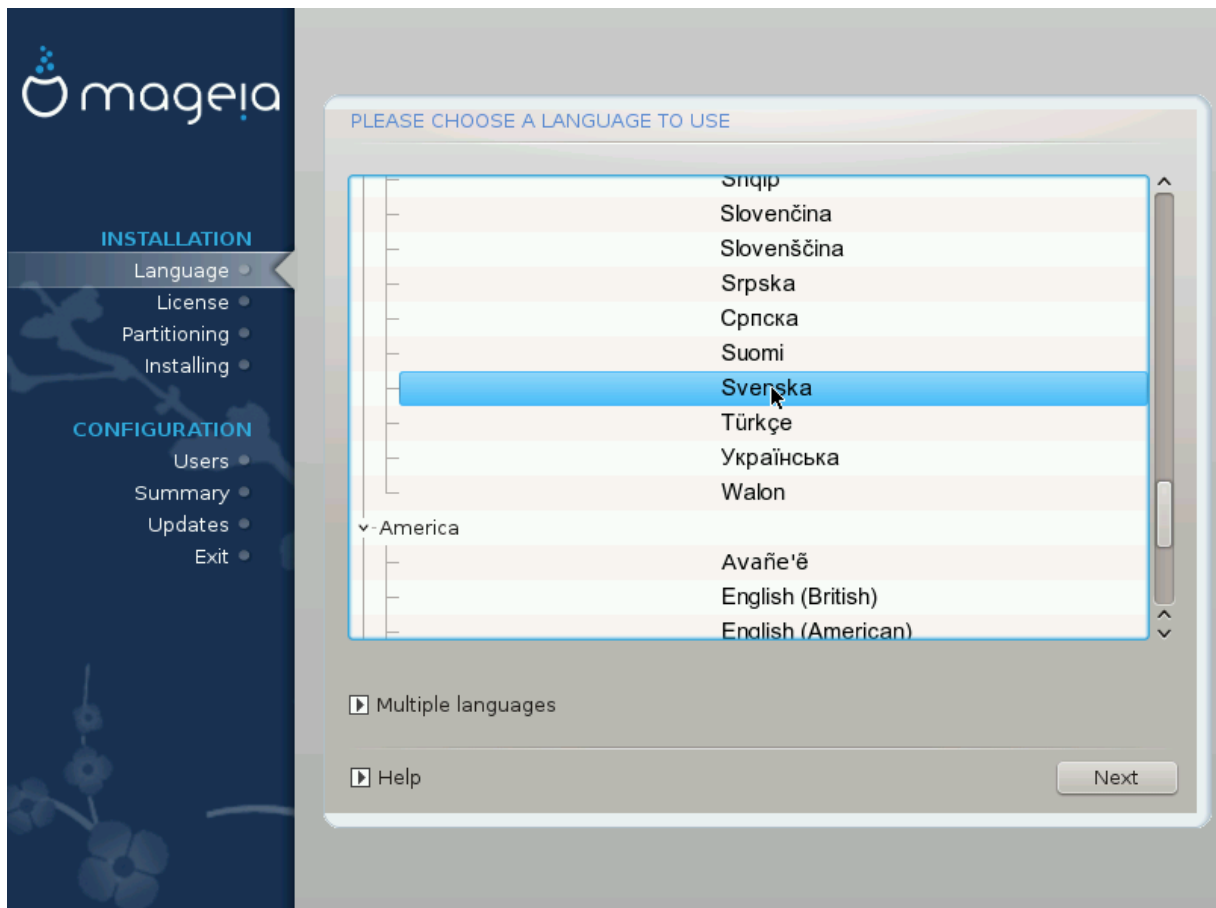 mageia
INSTALLATION
Language
License
Partitioning
Installing
CONFIGURATION
Users
Summary
Updates
Exit
PLEASE CHOOSE A LANGUAGE TO USE
Shqip
Slovenčina
Slovenščina
Srpska
Српска
Suomi
Svenska
Türkçe
Українська
Walon
America
Avañe'ẽ
English (British)
English (American)
Multiple languages
Help
Next